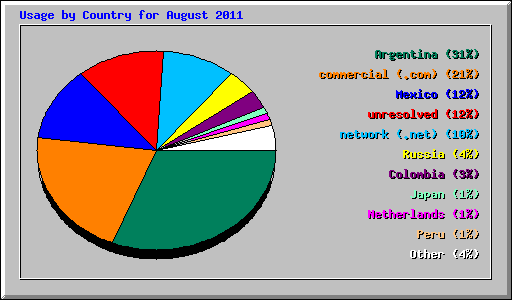 Usage by Country for August 2011
Argentina (31%)
commercial (.com) (21%)
Mexico (12%)
unresolved (12%)
network (.net) (10%)
Russia (4%)
Colombia (3%)
Japan (1%)
Netherlands (1%)
Peru (1%)
Other (4%)